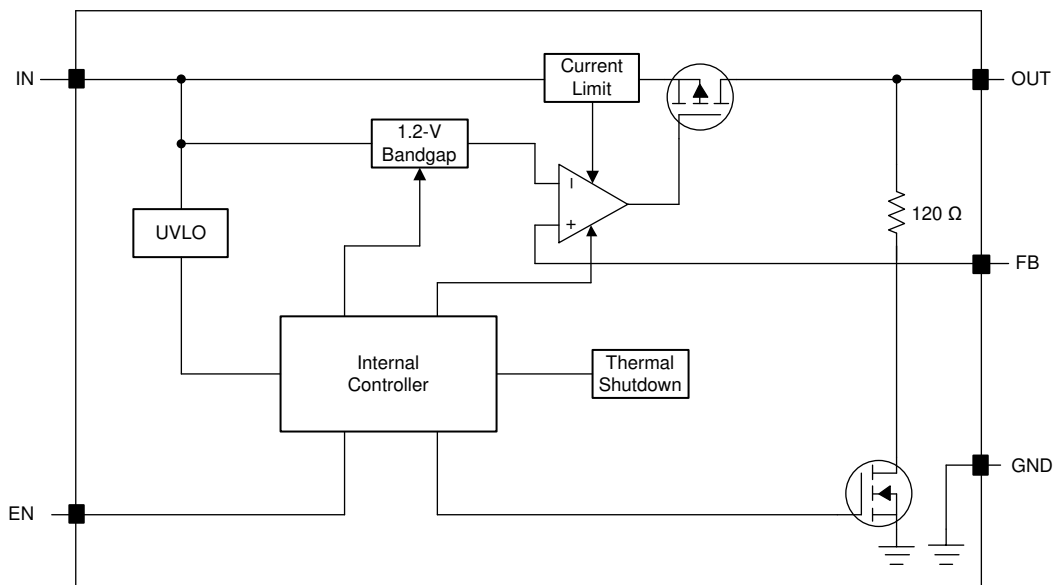 IN
Current
Limit
OUT
1.2-V
Bandgap
–
+
120 Ω
UVLO
FB
Internal
Controller
Thermal
Shutdown
GND
EN